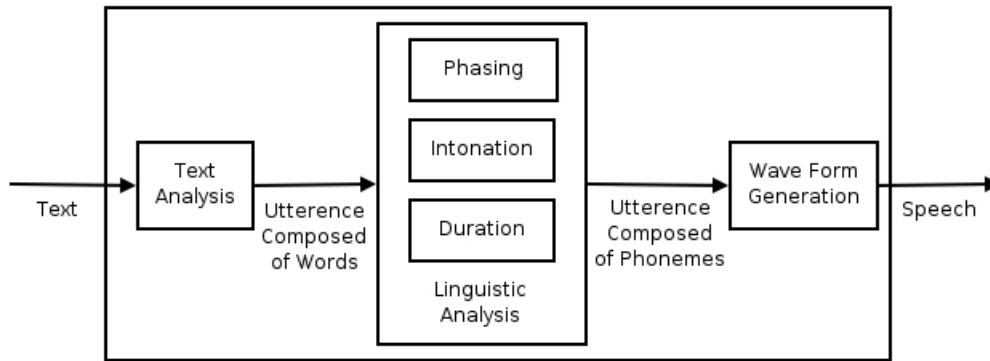 Text
Text
Analysis
Utterence
Composed
of Words
Phasing
Intonation
Duration
Linguistic
Analysis
Utterence
Composed
of Phonemes
Wave Form
Generation
Speech